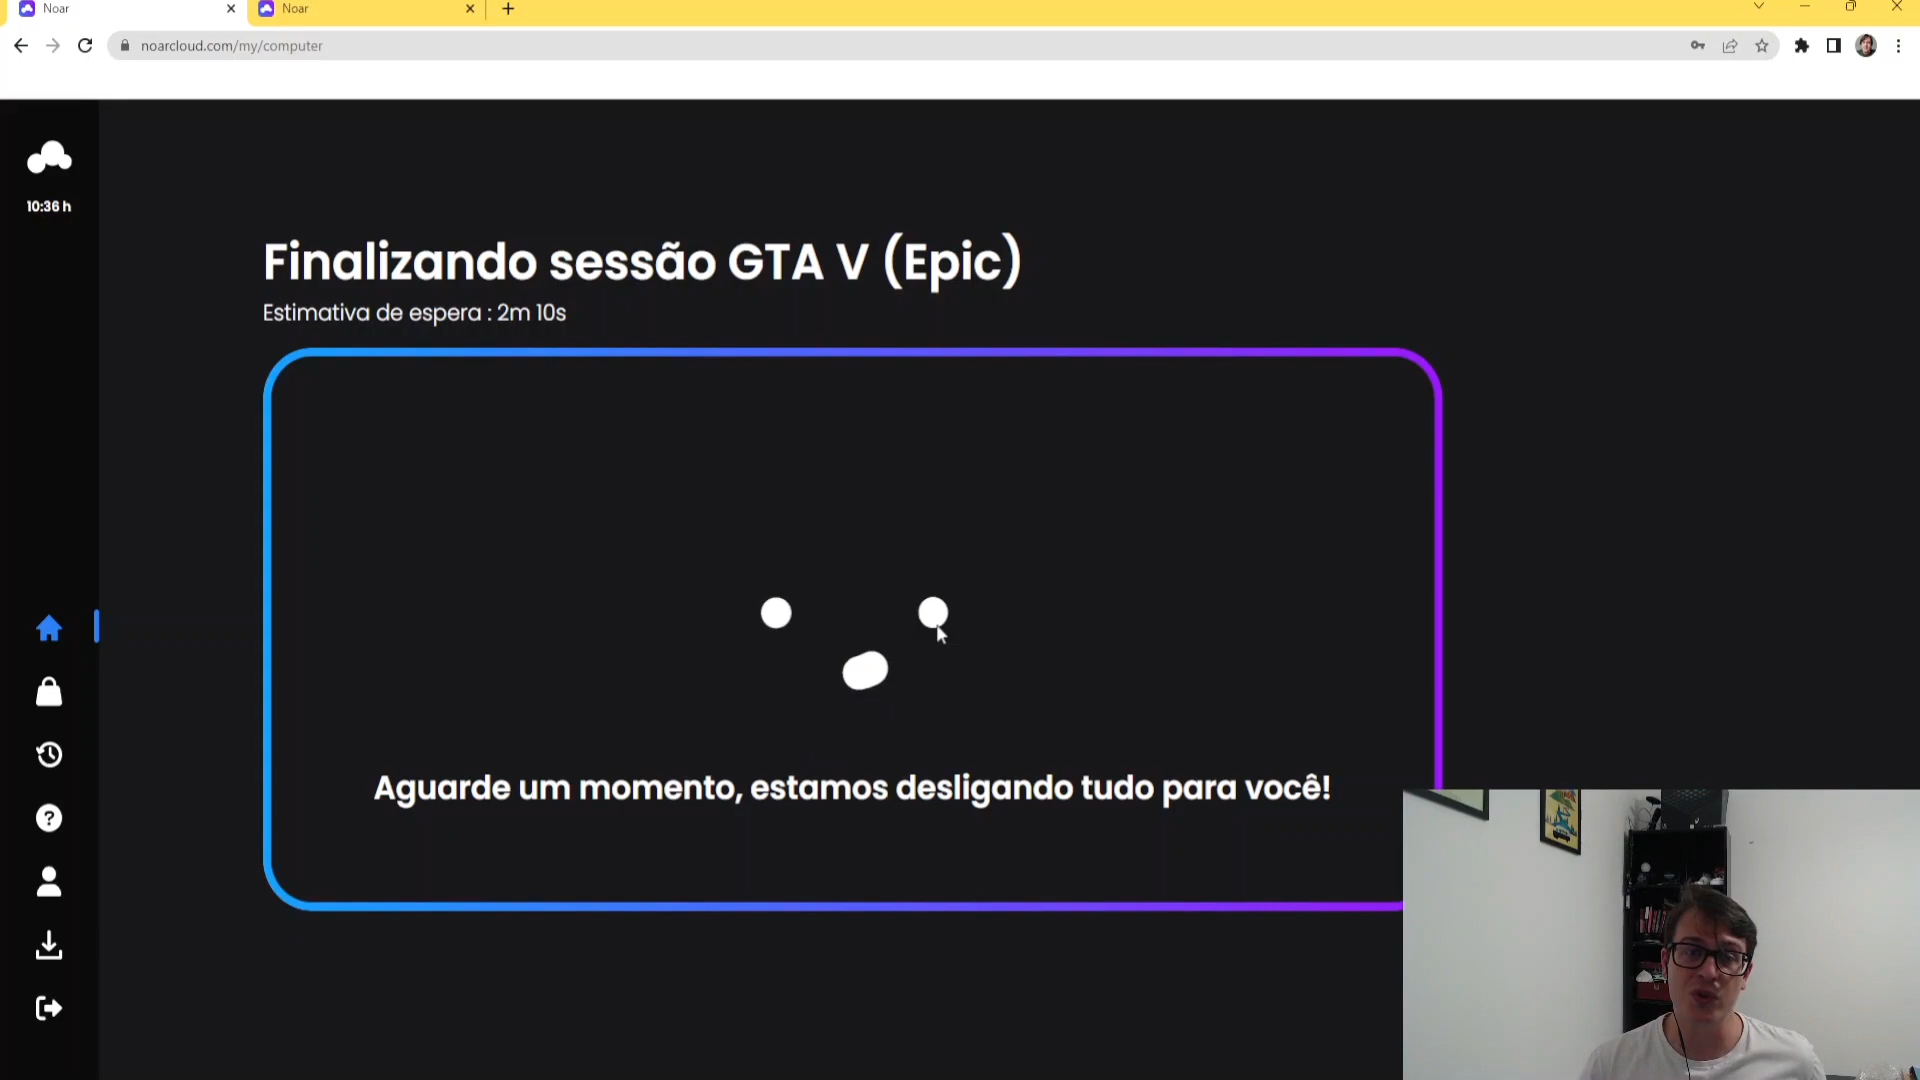 Noar
Noar
noarcloud.com/my/computer
10:36 h
Finalizando sessão GTA V (Epic)
Estimativa de espera : 2m 10s
Aguarde um momento, estamos desligando tudo para você!